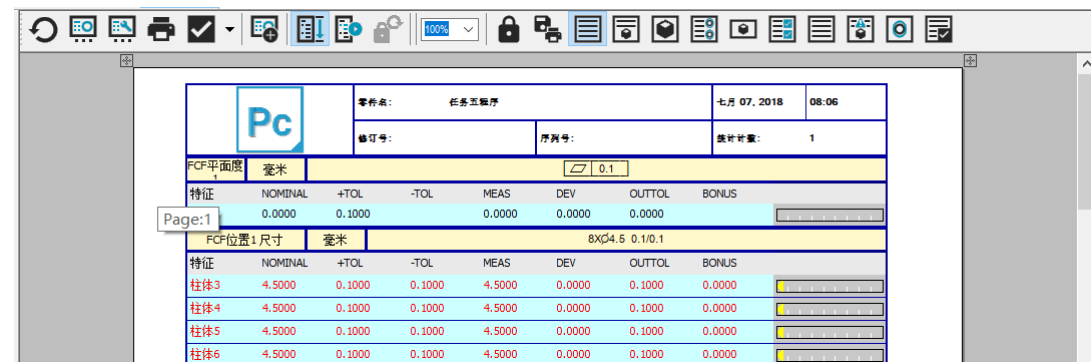 100%
Pc
零件名: 任务五程序
七月 07, 2018 08:06
修订号:
序列号:
统计计数: 1
FCF平面度1 毫米 0.1
特征 NOMINAL +TOL -TOL MEAS DEV OUTTOL BONUS
0.0000 0.1000 0.0000 0.0000 0.0000
Page:1
FCF位置1 尺寸 毫米 8XØ4.5 0.1/0.1
特征 NOMINAL +TOL -TOL MEAS DEV OUTTOL BONUS
柱体3 4.5000 0.1000 0.1000 4.5000 0.0000 0.1000 0.0000
柱体4 4.5000 0.1000 0.1000 4.5000 0.0000 0.1000 0.0000
柱体5 4.5000 0.1000 0.1000 4.5000 0.0000 0.1000 0.0000
柱体6 4.5000 0.1000 0.1000 4.5000 0.0000 0.1000 0.0000